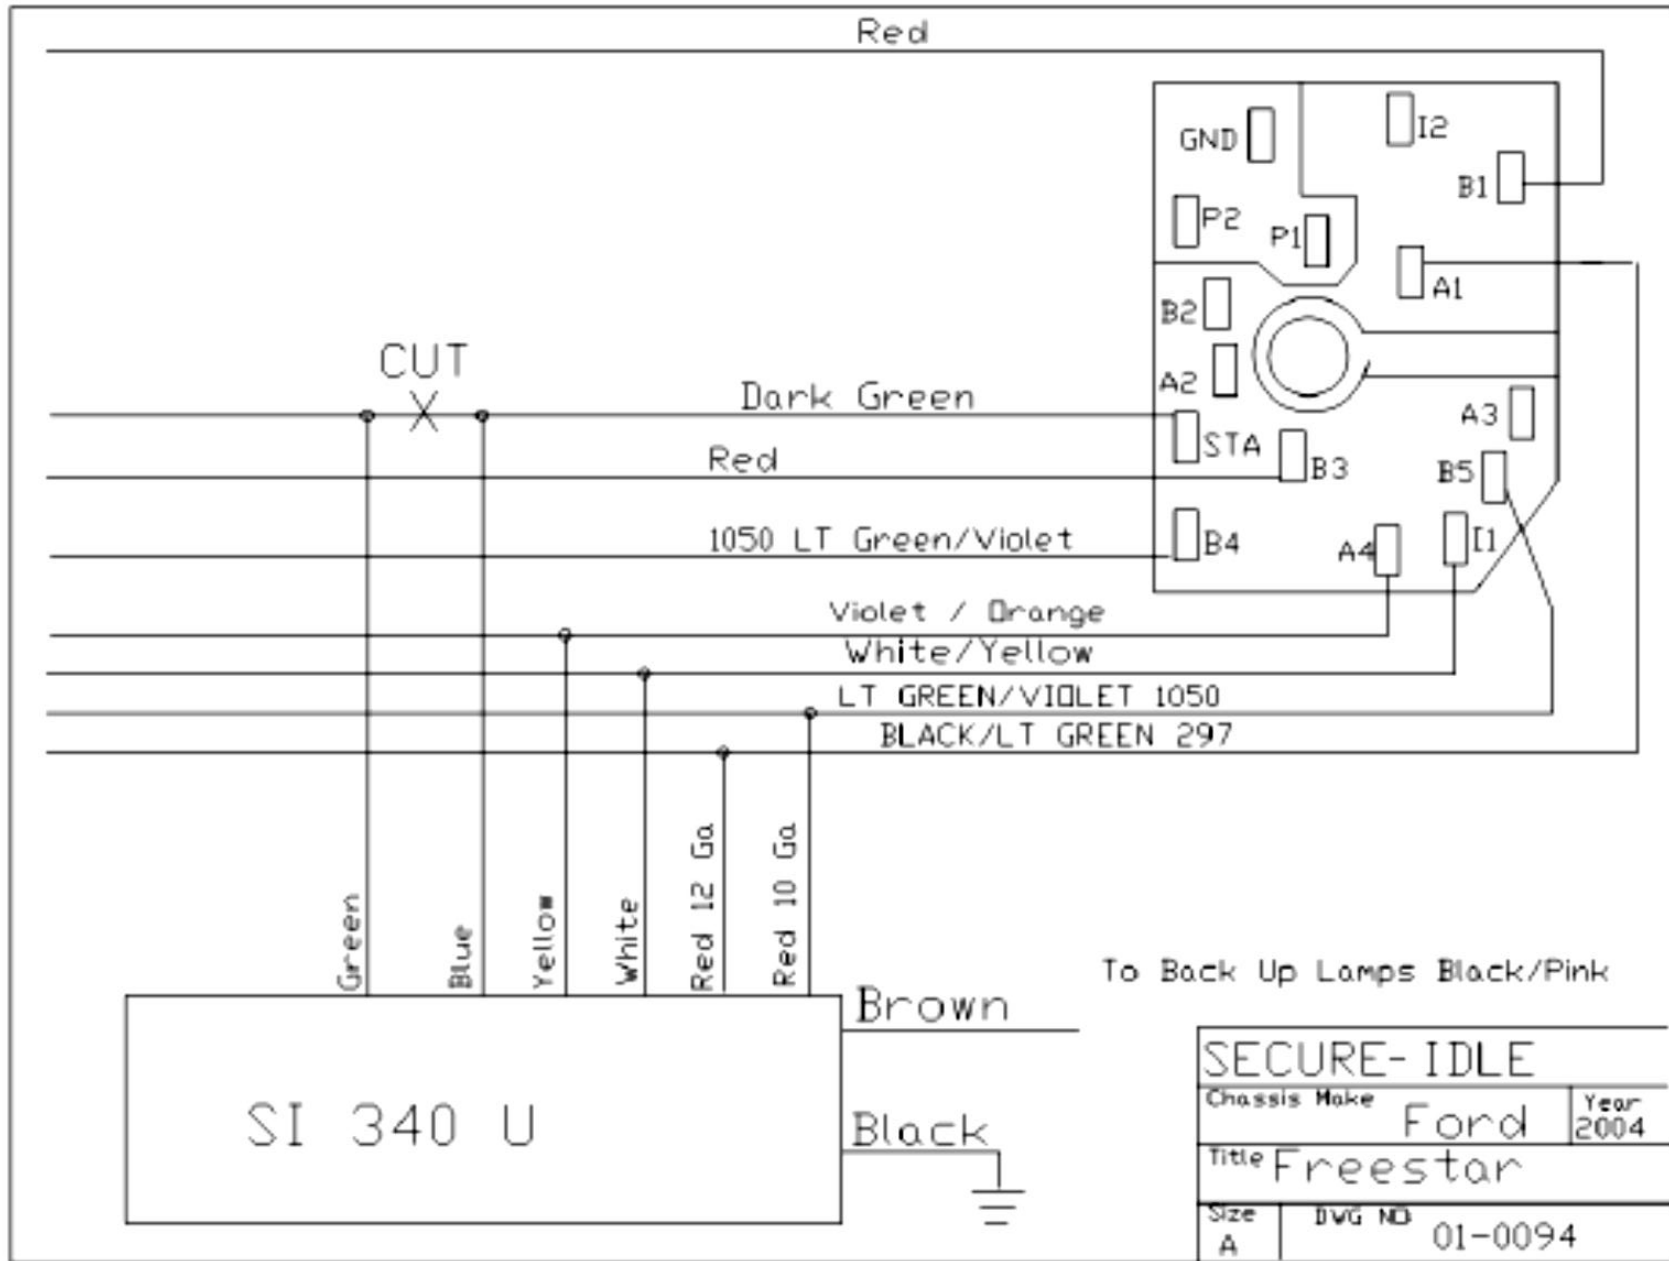 Red
GND
I2
B1
P2
P1
A1
B2
CUT
A2
Dark Green
A3
STA
Red
B3
B5
1050 LT Green/Violet
B4
A4
I1
Violet / Orange
White/Yellow
LT GREEN/VIOLET 1050
BLACK/LT GREEN 297
Green
Blue
Yellow
White
Red 12 Ga
Red 10 Ga
To Back Up Lamps Black/Pink
Brown
SI 340 U
Black
SECURE-IDLE
Chassis Make
Ford
Year
2004
Title
Freestar
Size
A
DWG NO
01-0094